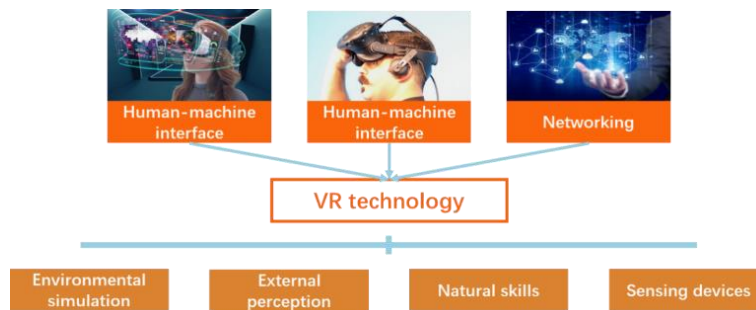 Human-machine
interface
Human-machine
interface
Networking
VR technology
Environmental
simulation
External
perception
Natural skills
Sensing devices